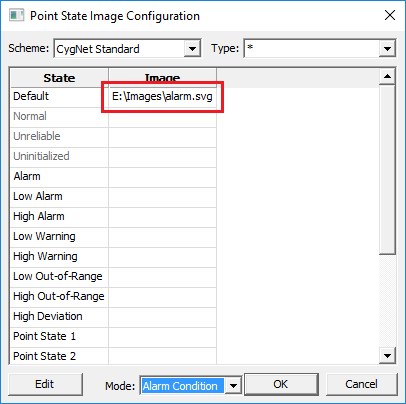 Point State Image Configuration
Scheme: CygNet Standard Type: *
State Image
Default E:\Images\alarm.svg
Normal
Unreliable
Uninitialized
Alarm
Low Alarm
High Alarm
Low Warning
High Warning
Low Out-of-Range
High Out-of-Range
High Deviation
Point State 1
Point State 2
Edit Mode: Alarm Condition OK Cancel